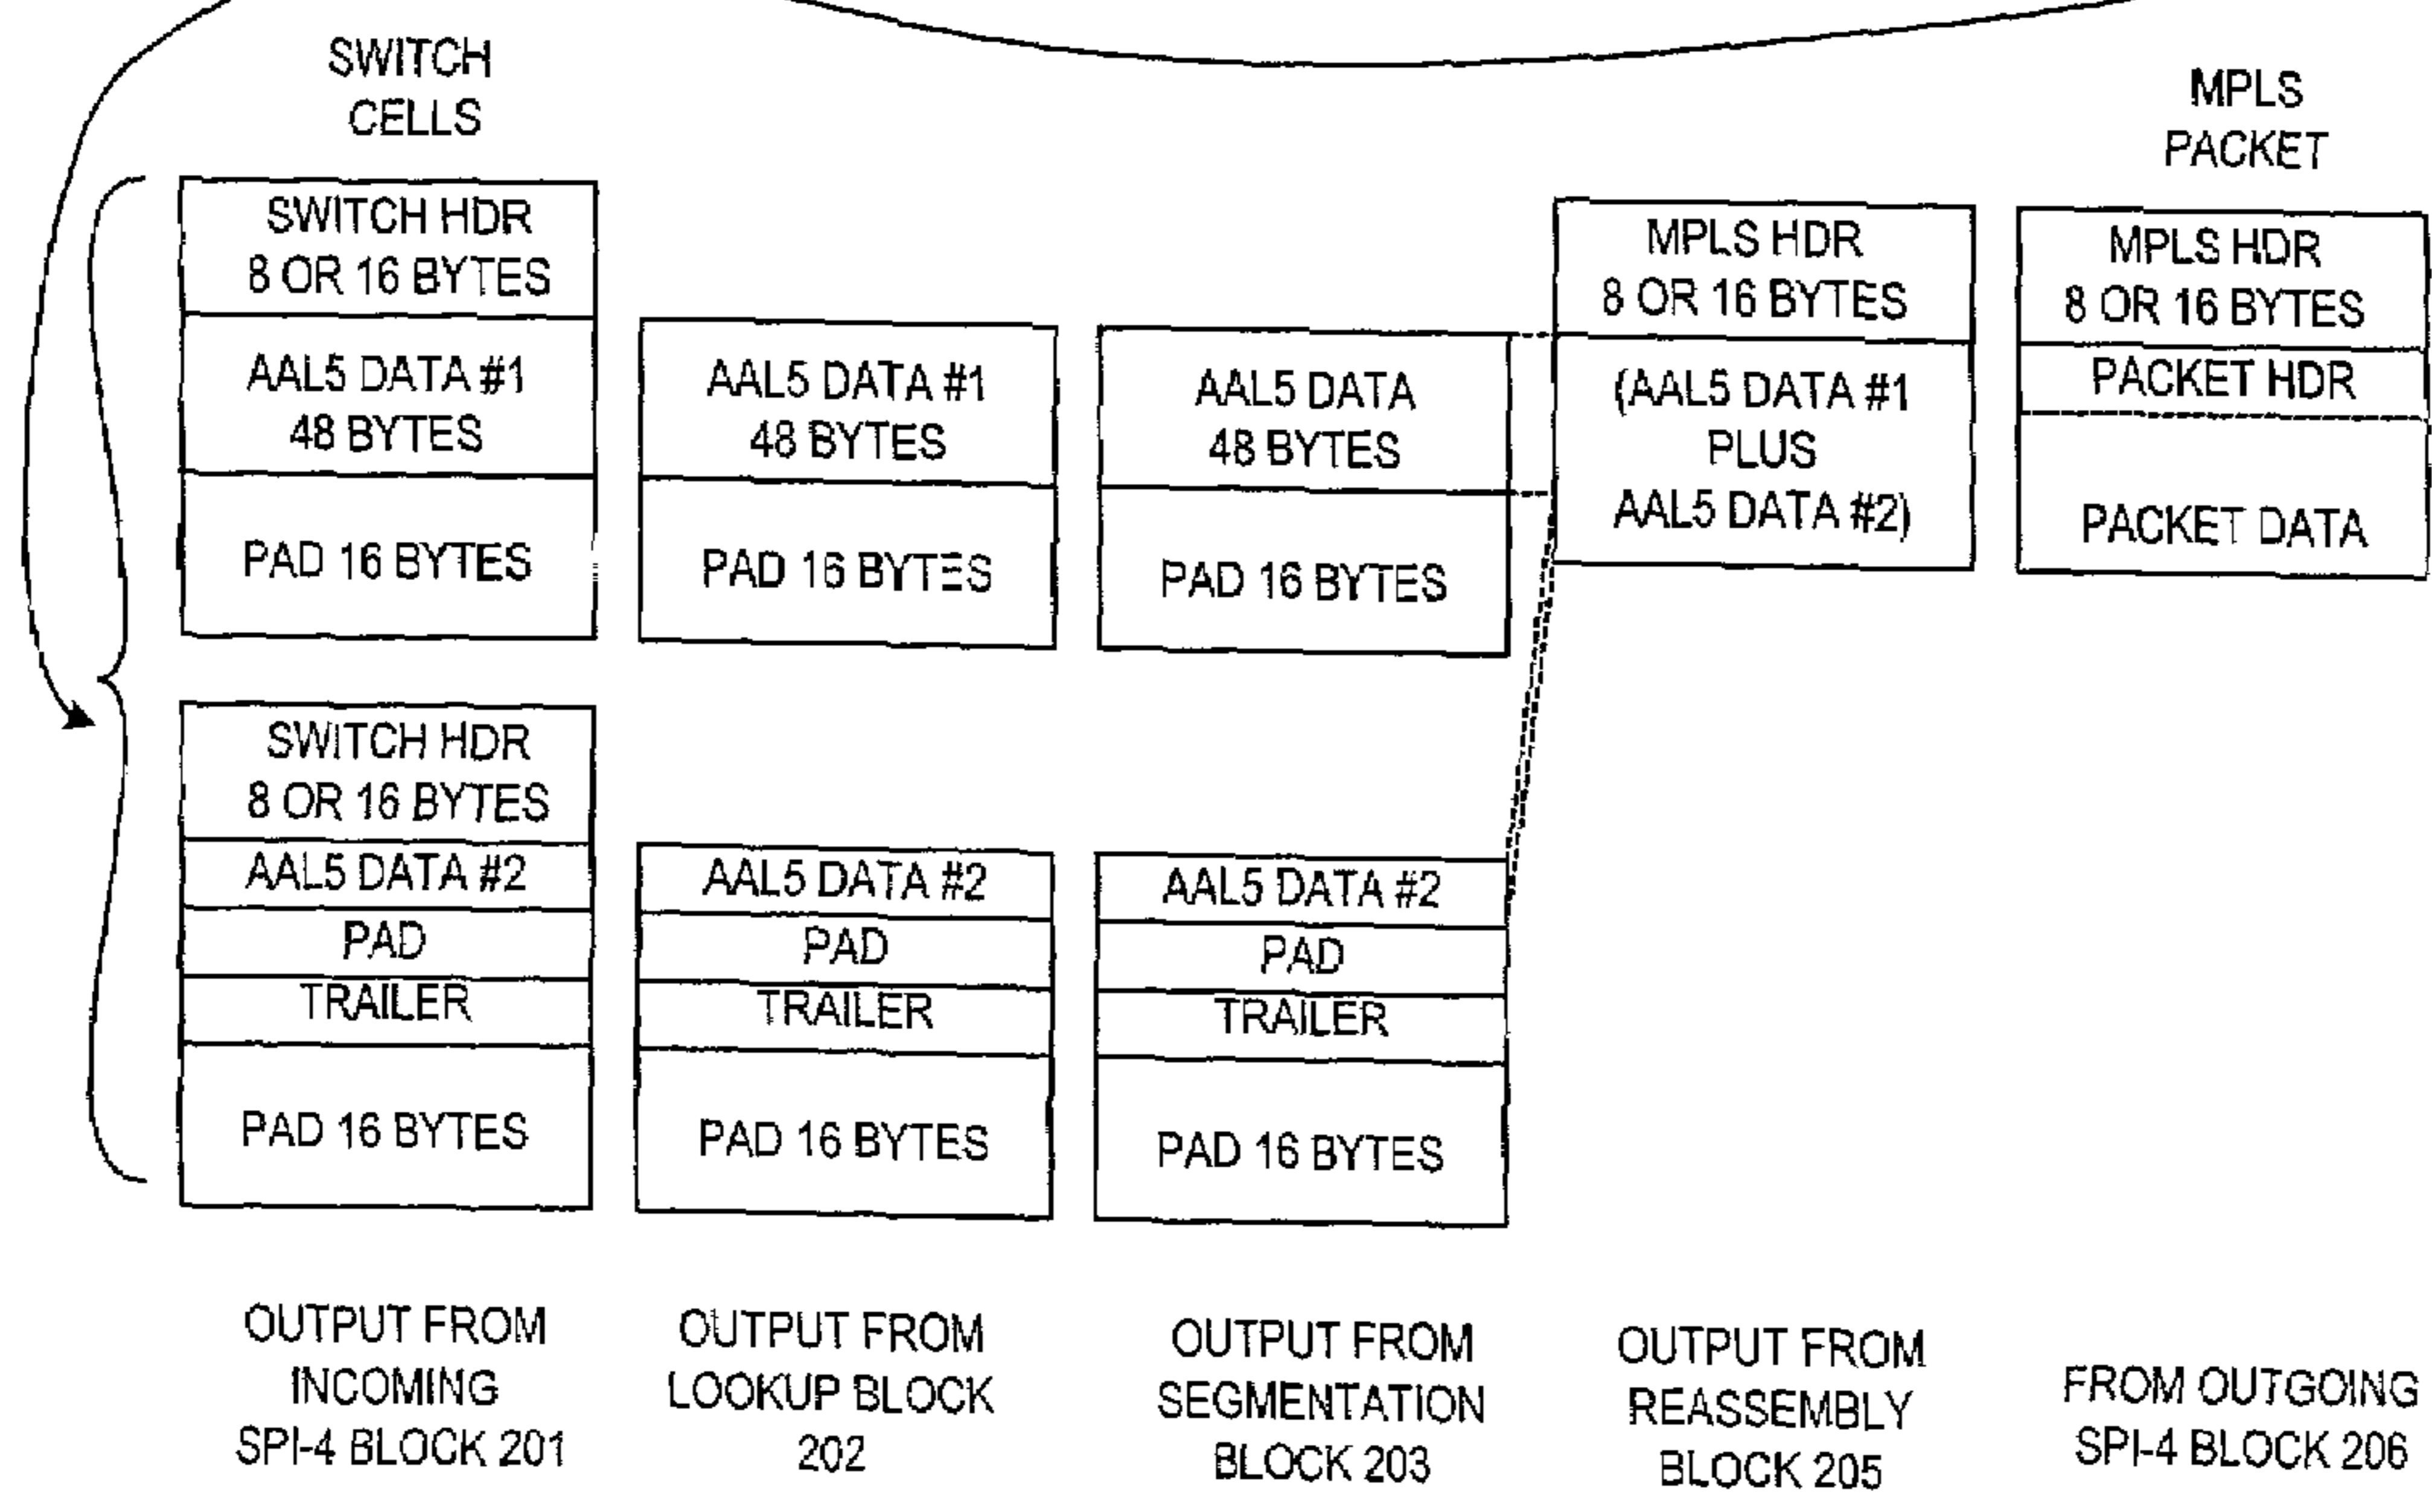 SWITCH
CELLS
MPLS
PACKET
SWITCH HDR
8 OR 16 BYTES
AAL5 DATA #1
48 BYTES
PAD 16 BYTES
AAL5 DATA #1
48 BYTES
PAD 16 BYTES
AAL5 DATA
48 BYTES
PAD 16 BYTES
MPLS HDR
8 OR 16 BYTES
(AAL5 DATA #1
PLUS
AAL5 DATA #2)
MPLS HDR
8 OR 16 BYTES
PACKET HDR
PACKET DATA
SWITCH HDR
8 OR 16 BYTES
AAL5 DATA #2
PAD
TRAILER
PAD 16 BYTES
AAL5 DATA #2
PAD
TRAILER
PAD 16 BYTES
AAL5 DATA #2
PAD
TRAILER
PAD 16 BYTES
OUTPUT FROM
INCOMING
SPI-4 BLOCK 201
OUTPUT FROM
LOOKUP BLOCK
202
OUTPUT FROM
SEGMENTATION
BLOCK 203
OUTPUT FROM
REASSEMBLY
BLOCK 205
FROM OUTGOING
SPI-4 BLOCK 206